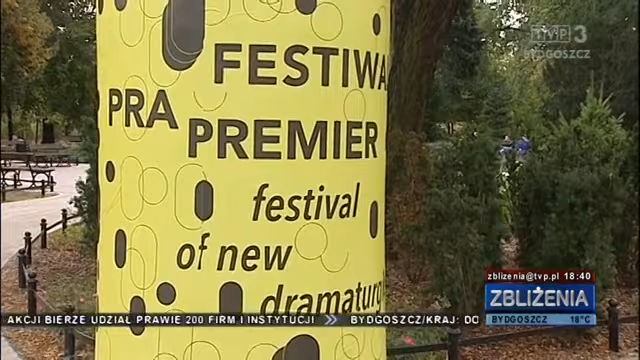 TVP 3
BYDGOSZCZ
FESTIWA
PRA PREMIER
festival
of new
dramaturg
zblizenia@tvp.pl 18:40
ZBLIŻENIA
BYDGOSZCZ 18°C
AKCJI BIERZE UDZIAŁ PRAWIE 200 FIRM I INSTYTUCJI BYDGOSZCZ/KRAJ: DO